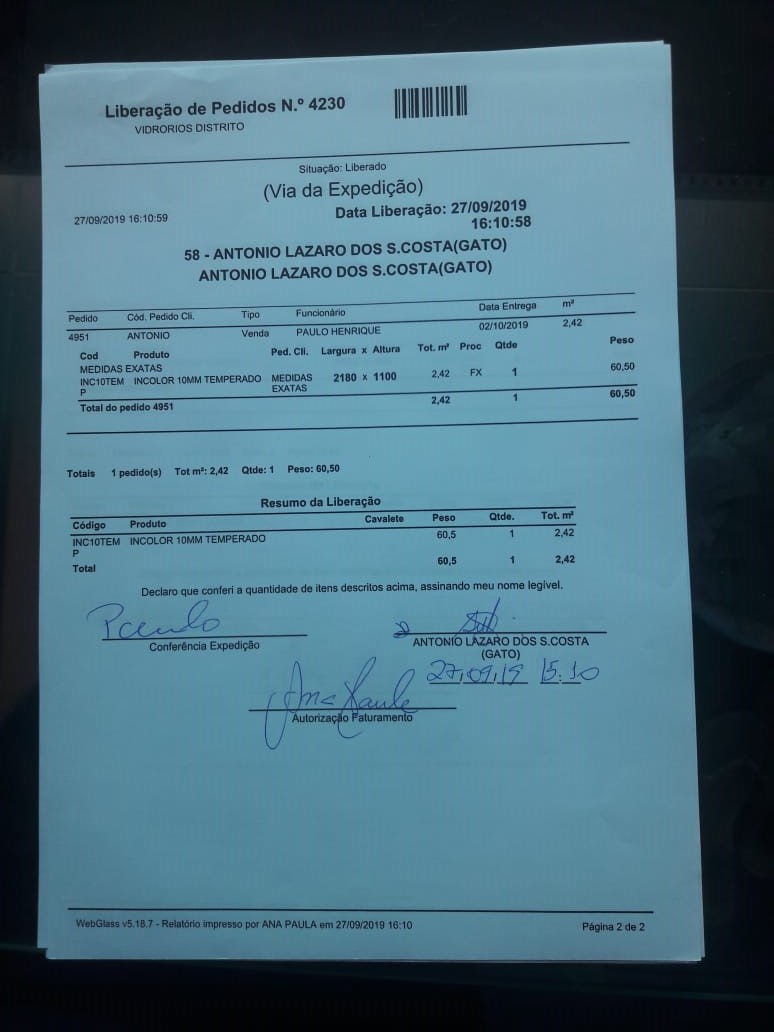 Liberação de Pedidos N.º 4230
VIDRORIOS DISTRITO
Situação: Liberado
(Via da Expedição)
27/09/2019 16:10:59
Data Liberação: 27/09/2019
16:10:58
58 - ANTONIO LAZARO DOS S.COSTA(GATO)
ANTONIO LAZARO DOS S.COSTA(GATO)
Pedido Cód. Pedido Cli. Tipo Funcionário Data Entrega m²
4951 ANTONIO Venda PAULO HENRIQUE 02/10/2019 2,42
Cod Produto Ped. Cli. Largura x Altura Tot. m² Proc Qtde Peso
MEDIDAS EXATAS
INC10TEM INCOLOR 10MM TEMPERADO MEDIDAS 2180 x 1100 2,42 FX 1 60,50
P EXATAS
Total do pedido 4951 2,42 1 60,50
Totais 1 pedido(s) Tot m²: 2,42 Qtde: 1 Peso: 60,50
Resumo da Liberação
Código Produto Cavalete Peso Qtde. Tot. m²
INC10TEM INCOLOR 10MM TEMPERADO 60,5 1 2,42
P
Total 60,5 1 2,42
Declaro que conferi a quantidade de itens descritos acima, assinando meu nome legível.
Conferência Expedição
ANTONIO LAZARO DOS S.COSTA
(GATO)
27,09,19 15:10
Ana Paula
Autorização Faturamento
WebGlass v5.18.7 - Relatório impresso por ANA PAULA em 27/09/2019 16:10
Página 2 de 2